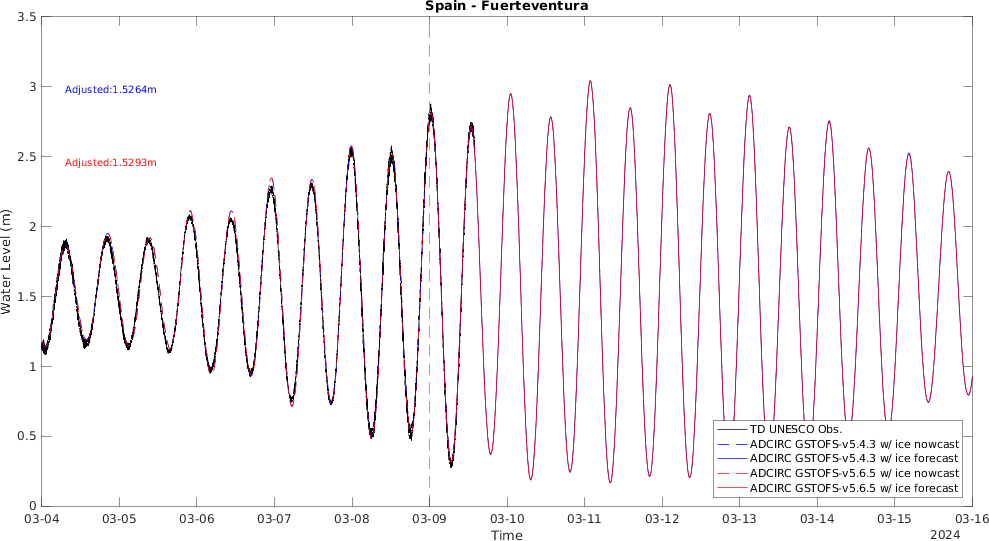 Spain - Fuerteventura
3.5
3
2.5
2
1.5
1
0.5
0
Water Level (m)
Adjusted:1.5264m
Adjusted:1.5293m
TD UNESCO Obs.
ADCIRC GSTOFS-v5.4.3 w/ ice nowcast
ADCIRC GSTOFS-v5.4.3 w/ ice forecast
ADCIRC GSTOFS-v5.6.5 w/ ice nowcast
ADCIRC GSTOFS-v5.6.5 w/ ice forecast
03-04 03-05 03-06 03-07 03-08 03-09 03-10 03-11 03-12 03-13 03-14 03-15 03-16
Time
2024